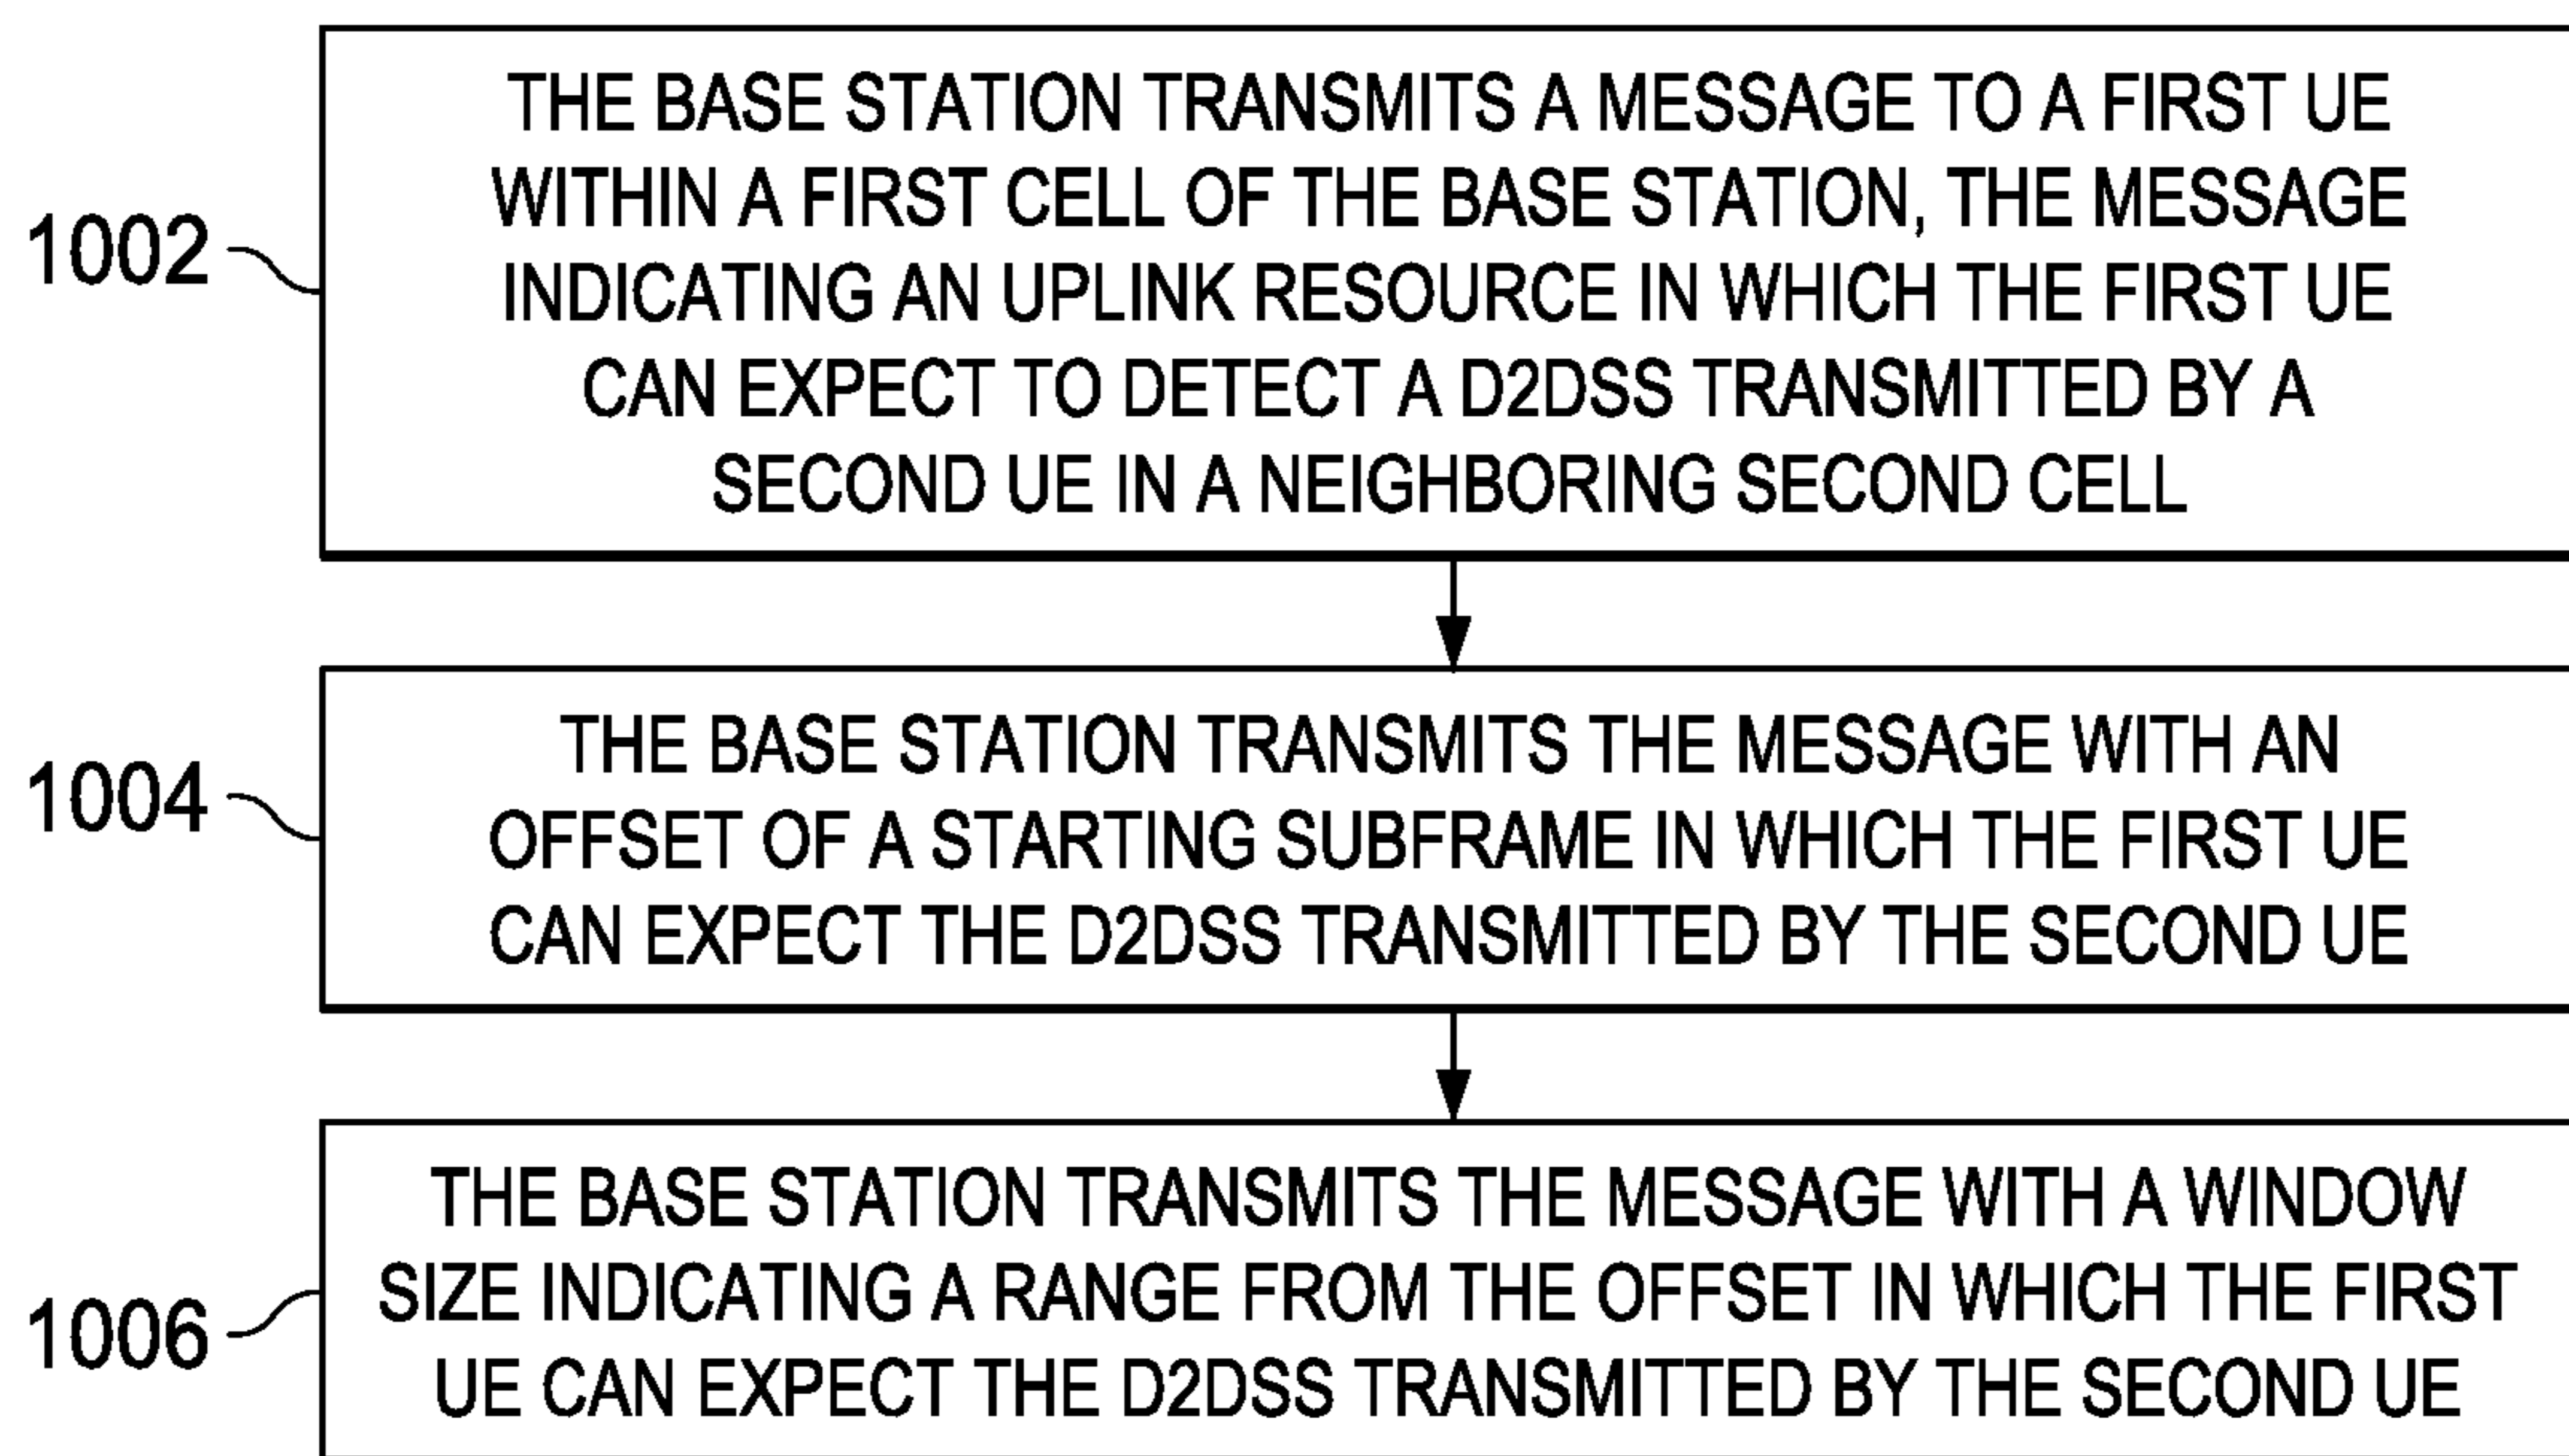 THE BASE STATION TRANSMITS A MESSAGE TO A FIRST UE
WITHIN A FIRST CELL OF THE BASE STATION, THE MESSAGE
1002
INDICATING AN UPLINK RESOURCE IN WHICH THE FIRST UE
CAN EXPECT TO DETECT A D2DSS TRANSMITTED BY A
SECOND UE IN A NEIGHBORING SECOND CELL
THE BASE STATION TRANSMITS THE MESSAGE WITH AN
1004
OFFSET OF A STARTING SUBFRAME IN WHICH THE FIRST UE
CAN EXPECT THE D2DSS TRANSMITTED BY THE SECOND UE
THE BASE STATION TRANSMITS THE MESSAGE WITH A WINDOW
SIZE INDICATING A RANGE FROM THE OFFSET IN WHICH THE FIRST
1006
UE CAN EXPECT THE D2DSS TRANSMITTED BY THE SECOND UE